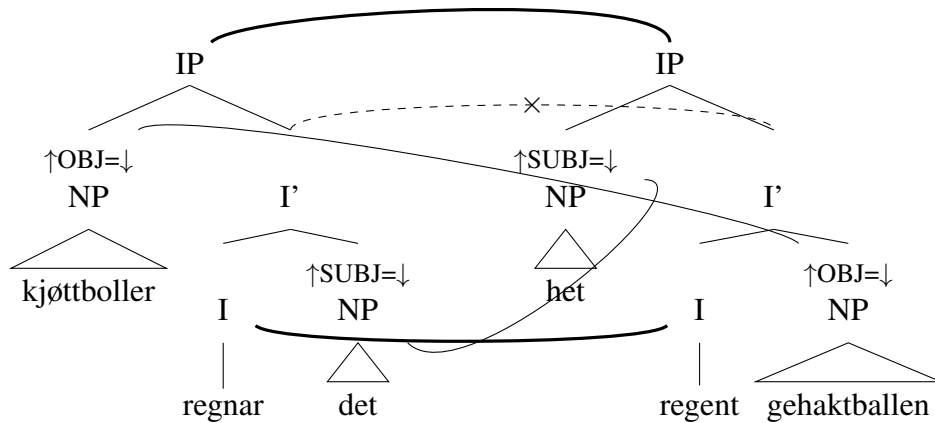 IP IP
↑OBJ=↓ ↑SUBJ=↓
NP I' NP I'
↑SUBJ=↓ ↑OBJ=↓
kjøttboller het
I NP I NP
regnar det regent gehaktballen